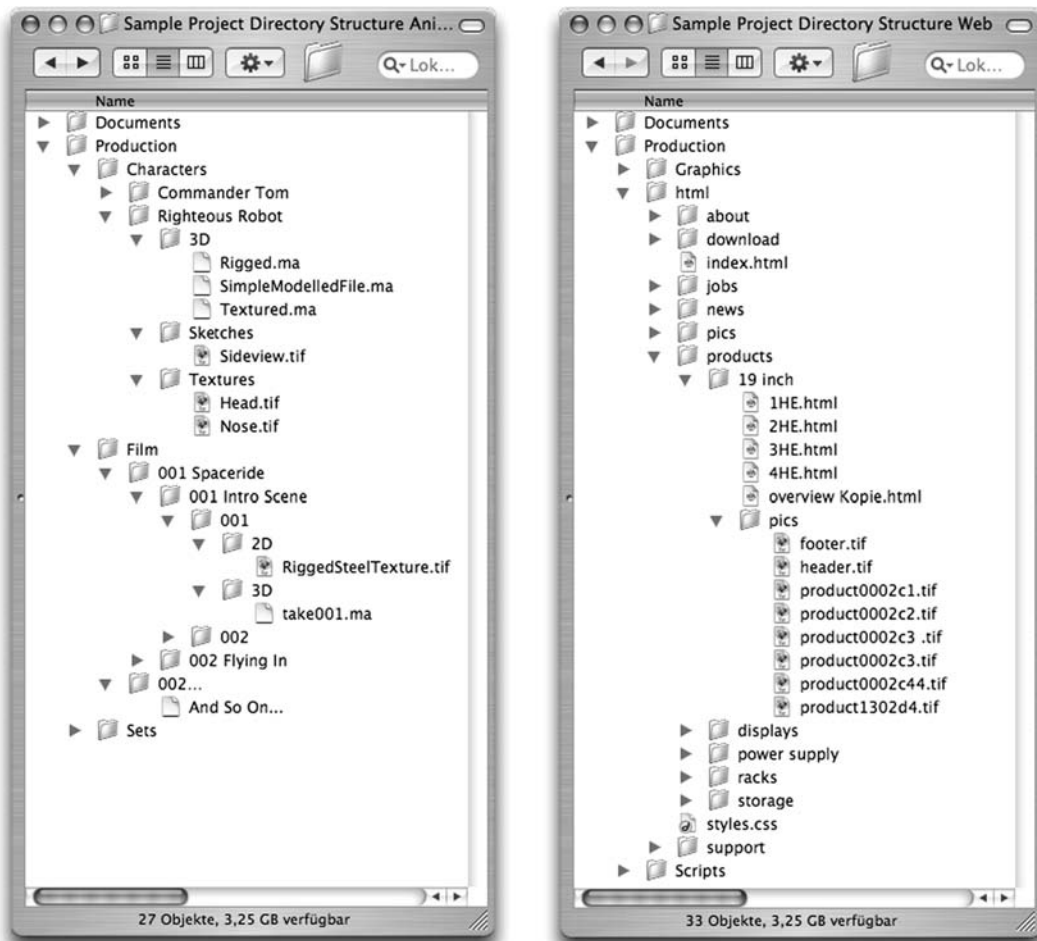 Sample Project Directory Structure Ani...
Lok...
Name
Documents
Production
Characters
Commander Tom
Righteous Robot
3D
Rigged.ma
SimpleModelledFile.ma
Textured.ma
Sketches
Sideview.tif
Textures
Head.tif
Nose.tif
Film
001 Spaceride
001 Intro Scene
001
2D
RiggedSteelTexture.tif
3D
take001.ma
002
002 Flying In
002...
And So On...
Sets
27 Objekte, 3,25 GB verfügbar
Sample Project Directory Structure Web
Lok...
Name
Documents
Production
Graphics
html
about
download
index.html
jobs
news
pics
products
19 inch
1HE.html
2HE.html
3HE.html
4HE.html
overview Kopie.html
pics
footer.tif
header.tif
product0002c1.tif
product0002c2.tif
product0002c3 .tif
product0002c3.tif
product0002c44.tif
product1302d4.tif
displays
power supply
racks
storage
styles.css
support
Scripts
33 Objekte, 3,25 GB verfügbar